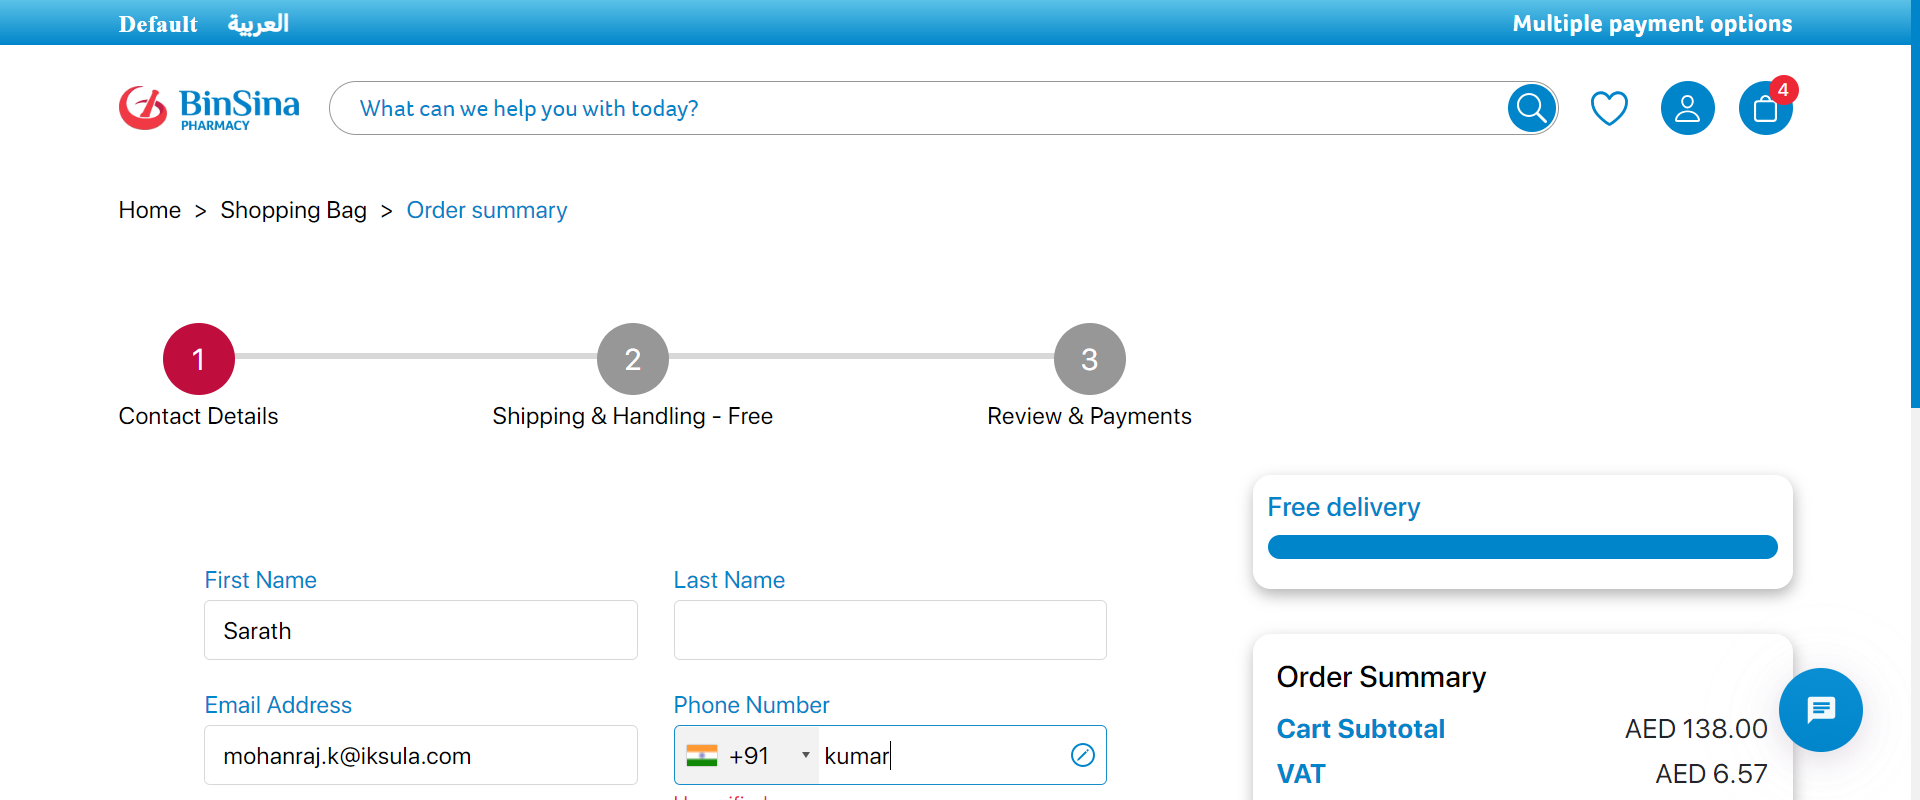 Default العربية Multiple payment options
BinSina
PHARMACY
What can we help you with today?
4
Home > Shopping Bag > Order summary
1 2 3
Contact Details Shipping & Handling - Free Review & Payments
Free delivery
First Name Last Name
Sarath
Email Address Phone Number
mohanraj.k@iksula.com +91 kumar
Order Summary
Cart Subtotal AED 138.00
VAT AED 6.57